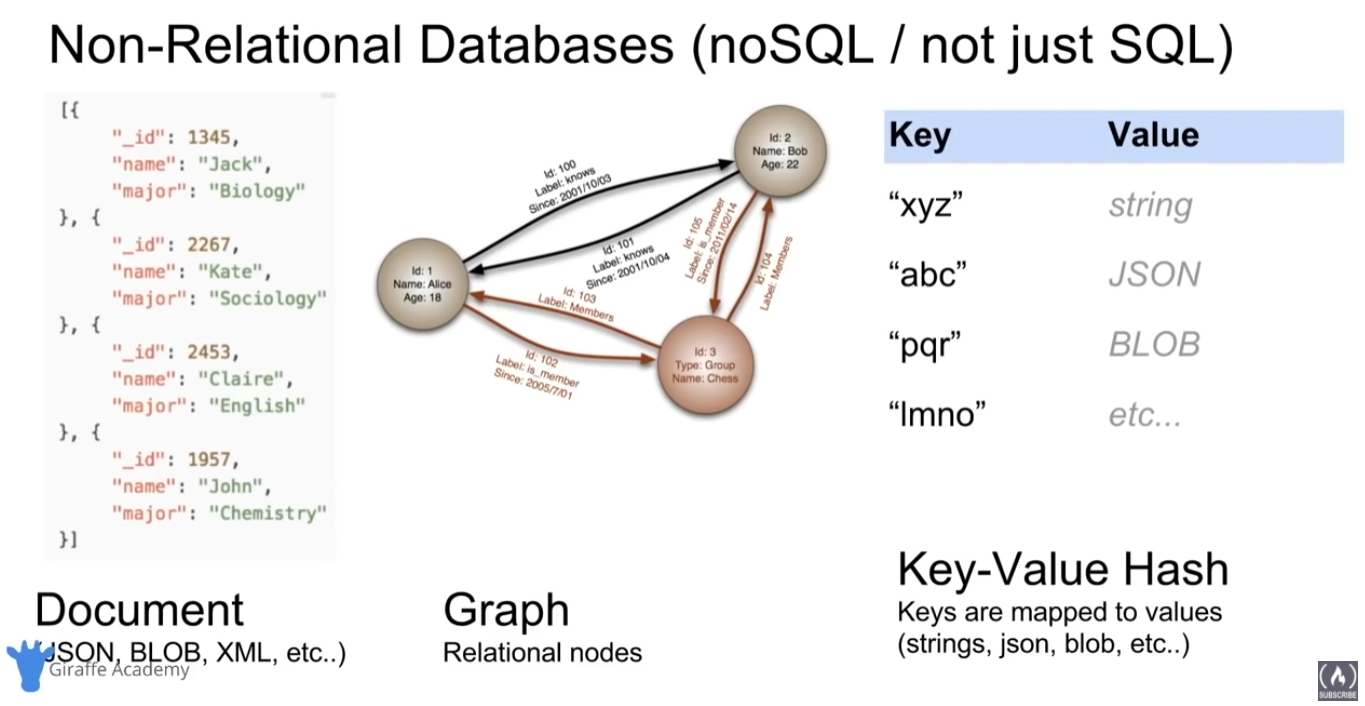 Non-Relational Databases (noSQL / not just SQL)
[{
"_id": 1345,
"name": "Jack",
"major": "Biology"
}, {
"_id": 2267,
"name": "Kate",
"major": "Sociology"
}, {
"_id": 2453,
"name": "Claire",
"major": "English"
}, {
"_id": 1957,
"name": "John",
"major": "Chemistry"
}]
Document
(JSON, BLOB, XML, etc..)
Giraffe Academy
Id: 1
Name: Alice
Age: 18
Id: 100
Label: knows
Since: 2001/10/03
Id: 2
Name: Bob
Age: 22
Id: 101
Label: knows
Since: 2001/10/04
Id: 105
Label: is_member
Since: 2011/02/14
Id: 104
Label: Members
Id: 103
Label: Members
Id: 102
Label: is_member
Since: 2005/7/01
Id: 3
Type: Group
Name: Chess
Graph
Relational nodes
Key Value
“xyz” string
“abc” JSON
“pqr” BLOB
“lmno” etc...
Key-Value Hash
Keys are mapped to values
(strings, json, blob, etc..)
SUBSCRIBE